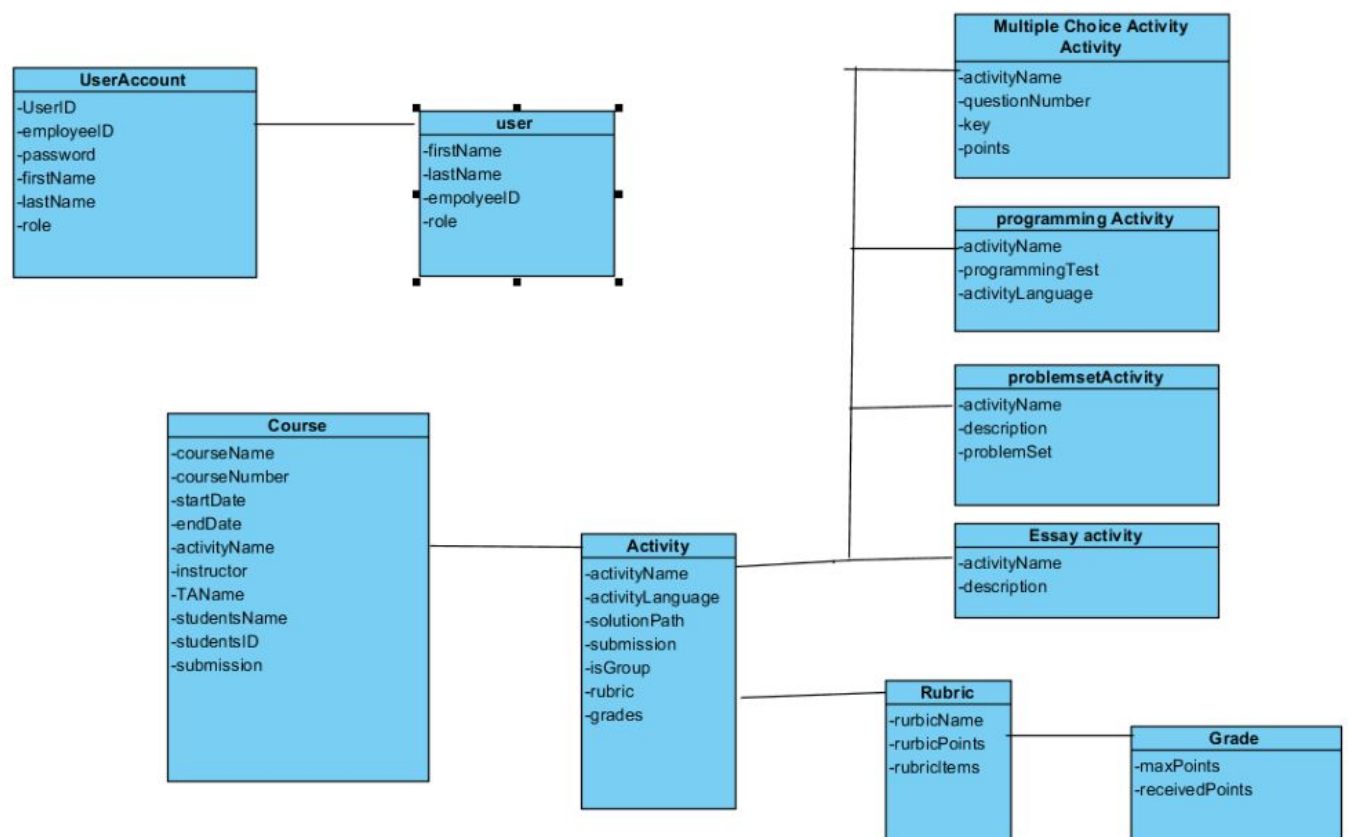 UserAccount
-UserID
-employeeID
-password
-firstName
-lastName
-role
user
-firstName
-lastName
-empolyeeID
-role
Multiple Choice Activity
Activity
-activityName
-questionNumber
-key
-points
programming Activity
-activityName
-programmingTest
-activityLanguage
problemsetActivity
-activityName
-description
-problemSet
Essay activity
-activityName
-description
Course
-courseName
-courseNumber
-startDate
-endDate
-activityName
-instructor
-TAName
-studentsName
-studentsID
-submission
Activity
-activityName
-activityLanguage
-solutionPath
-submission
-isGroup
-rubric
-grades
Rubric
-rurbicName
-rurbicPoints
-rubricItems
Grade
-maxPoints
-receivedPoints